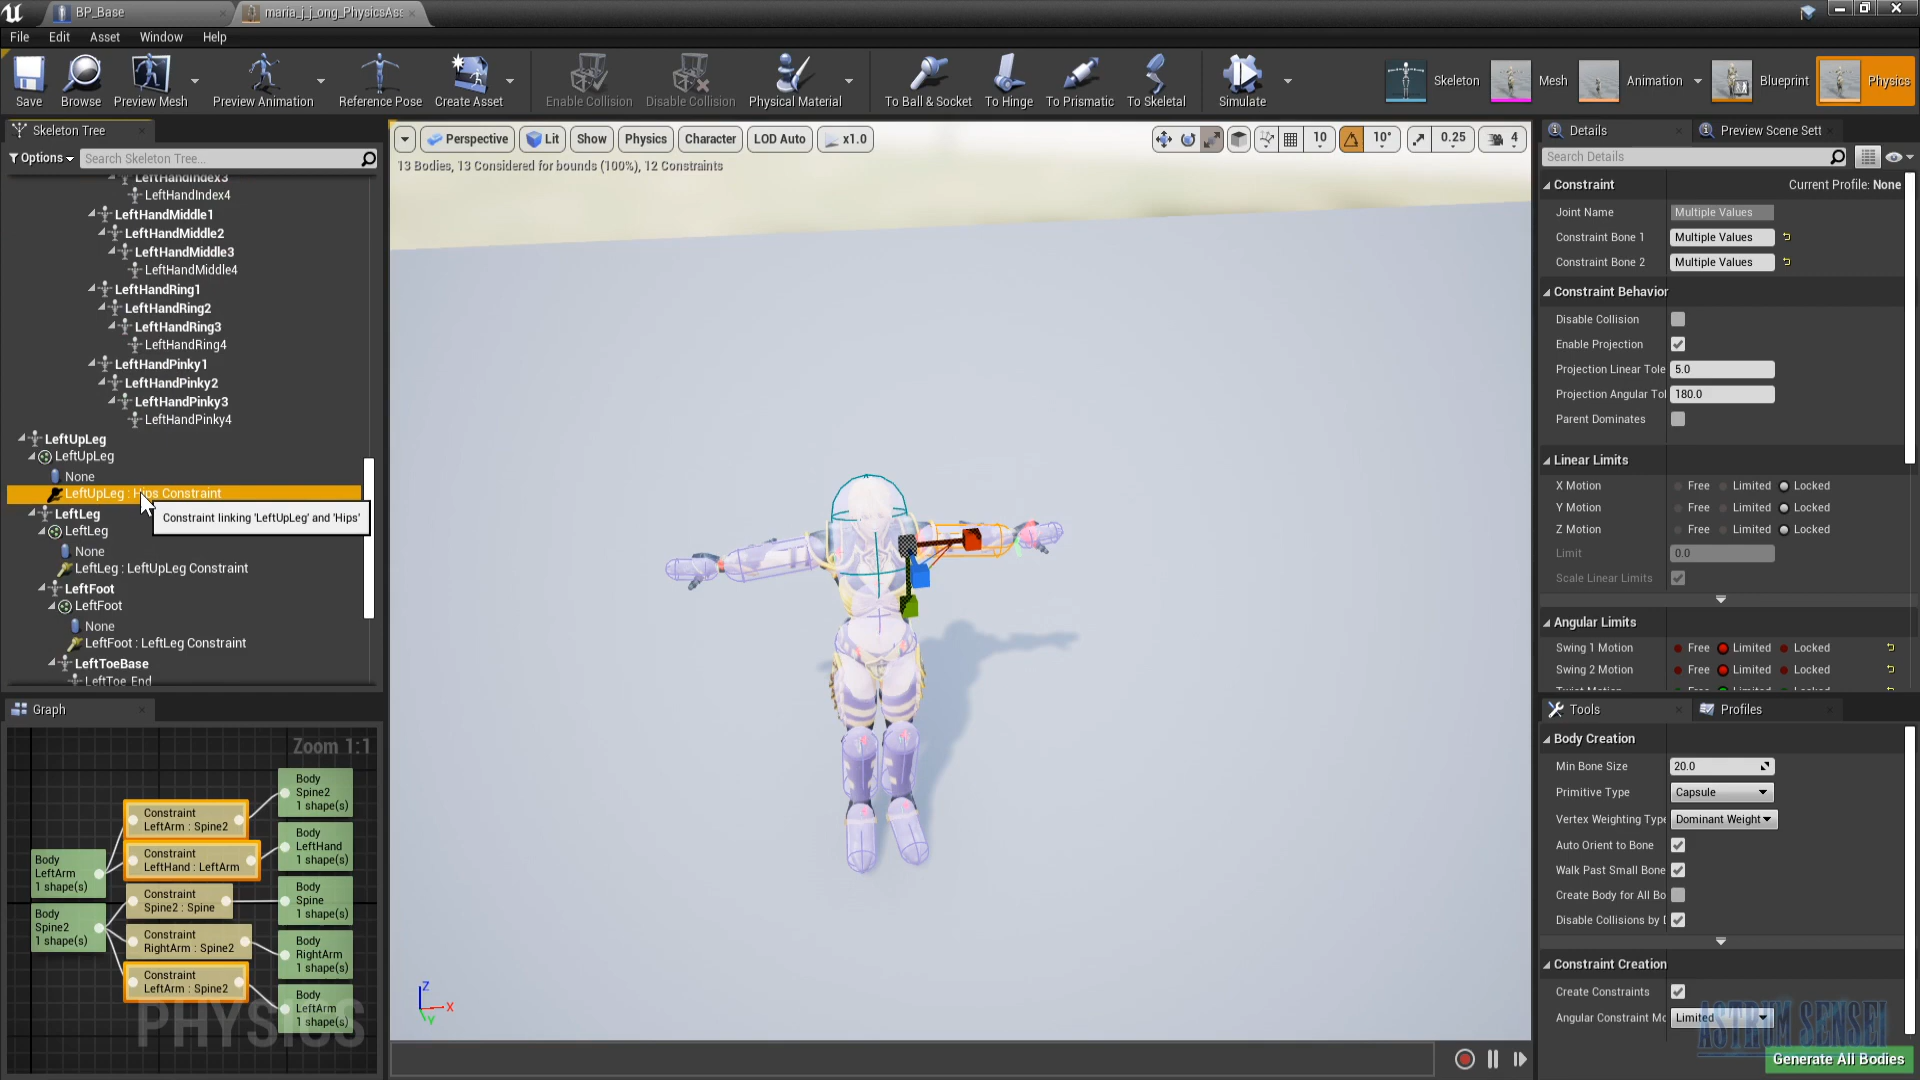 BP_Base
maria_j_j_ong_PhysicsAss
File Edit Asset Window Help
Save
Browse
Preview Mesh
Preview Animation
Reference Pose
Create Asset
Enable Collision
Disable Collision
Physical Material
To Ball & Socket
To Hinge
To Prismatic
To Skeletal
Simulate
Skeleton
Mesh
Animation
Blueprint
Physics
Skeleton Tree
Options
Search Skeleton Tree...
LeftHandIndex3
LeftHandIndex4
LeftHandMiddle1
LeftHandMiddle2
LeftHandMiddle3
LeftHandMiddle4
LeftHandRing1
LeftHandRing2
LeftHandRing3
LeftHandRing4
LeftHandPinky1
LeftHandPinky2
LeftHandPinky3
LeftHandPinky4
LeftUpLeg
LeftUpLeg
None
LeftUpLeg : Hips Constraint
Constraint linking 'LeftUpLeg' and 'Hips'
LeftLeg
LeftLeg
None
LeftLeg : LeftUpLeg Constraint
LeftFoot
LeftFoot
None
LeftFoot : LeftLeg Constraint
LeftToeBase
LeftToe_End
Graph
Zoom 1:1
Body
LeftArm
1 shape(s)
Body
Spine2
1 shape(s)
Constraint
LeftArm : Spine2
Constraint
LeftHand : LeftArm
Constraint
Spine2 : Spine
Constraint
RightArm : Spine2
Constraint
LeftArm : Spine2
Body
Spine2
1 shape(s)
Body
LeftHand
1 shape(s)
Body
Spine
1 shape(s)
Body
RightArm
1 shape(s)
Body
LeftArm
1 shape(s)
PHYSICS
Perspective
Lit
Show
Physics
Character
LOD Auto
x1.0
10
10°
0.25
4
13 Bodies, 13 Considered for bounds (100%), 12 Constraints
Z
X
Y
Details
Preview Scene Sett
Search Details
Constraint
Current Profile: None
Joint Name Multiple Values
Constraint Bone 1 Multiple Values
Constraint Bone 2 Multiple Values
Constraint Behavior
Disable Collision
Enable Projection
Projection Linear Tole 5.0
Projection Angular Tol 180.0
Parent Dominates
Linear Limits
X Motion Free Limited Locked
Y Motion Free Limited Locked
Z Motion Free Limited Locked
Limit 0.0
Scale Linear Limits
Angular Limits
Swing 1 Motion Free Limited Locked
Swing 2 Motion Free Limited Locked
Twist Motion Free Limited Locked
Tools
Profiles
Body Creation
Min Bone Size 20.0
Primitive Type Capsule
Vertex Weighting Type Dominant Weight
Auto Orient to Bone
Walk Past Small Bone
Create Body for All Bo
Disable Collisions by D
Constraint Creation
Create Constraints
Angular Constraint Mo Limited
ASTRUM SENSEI
Generate All Bodies